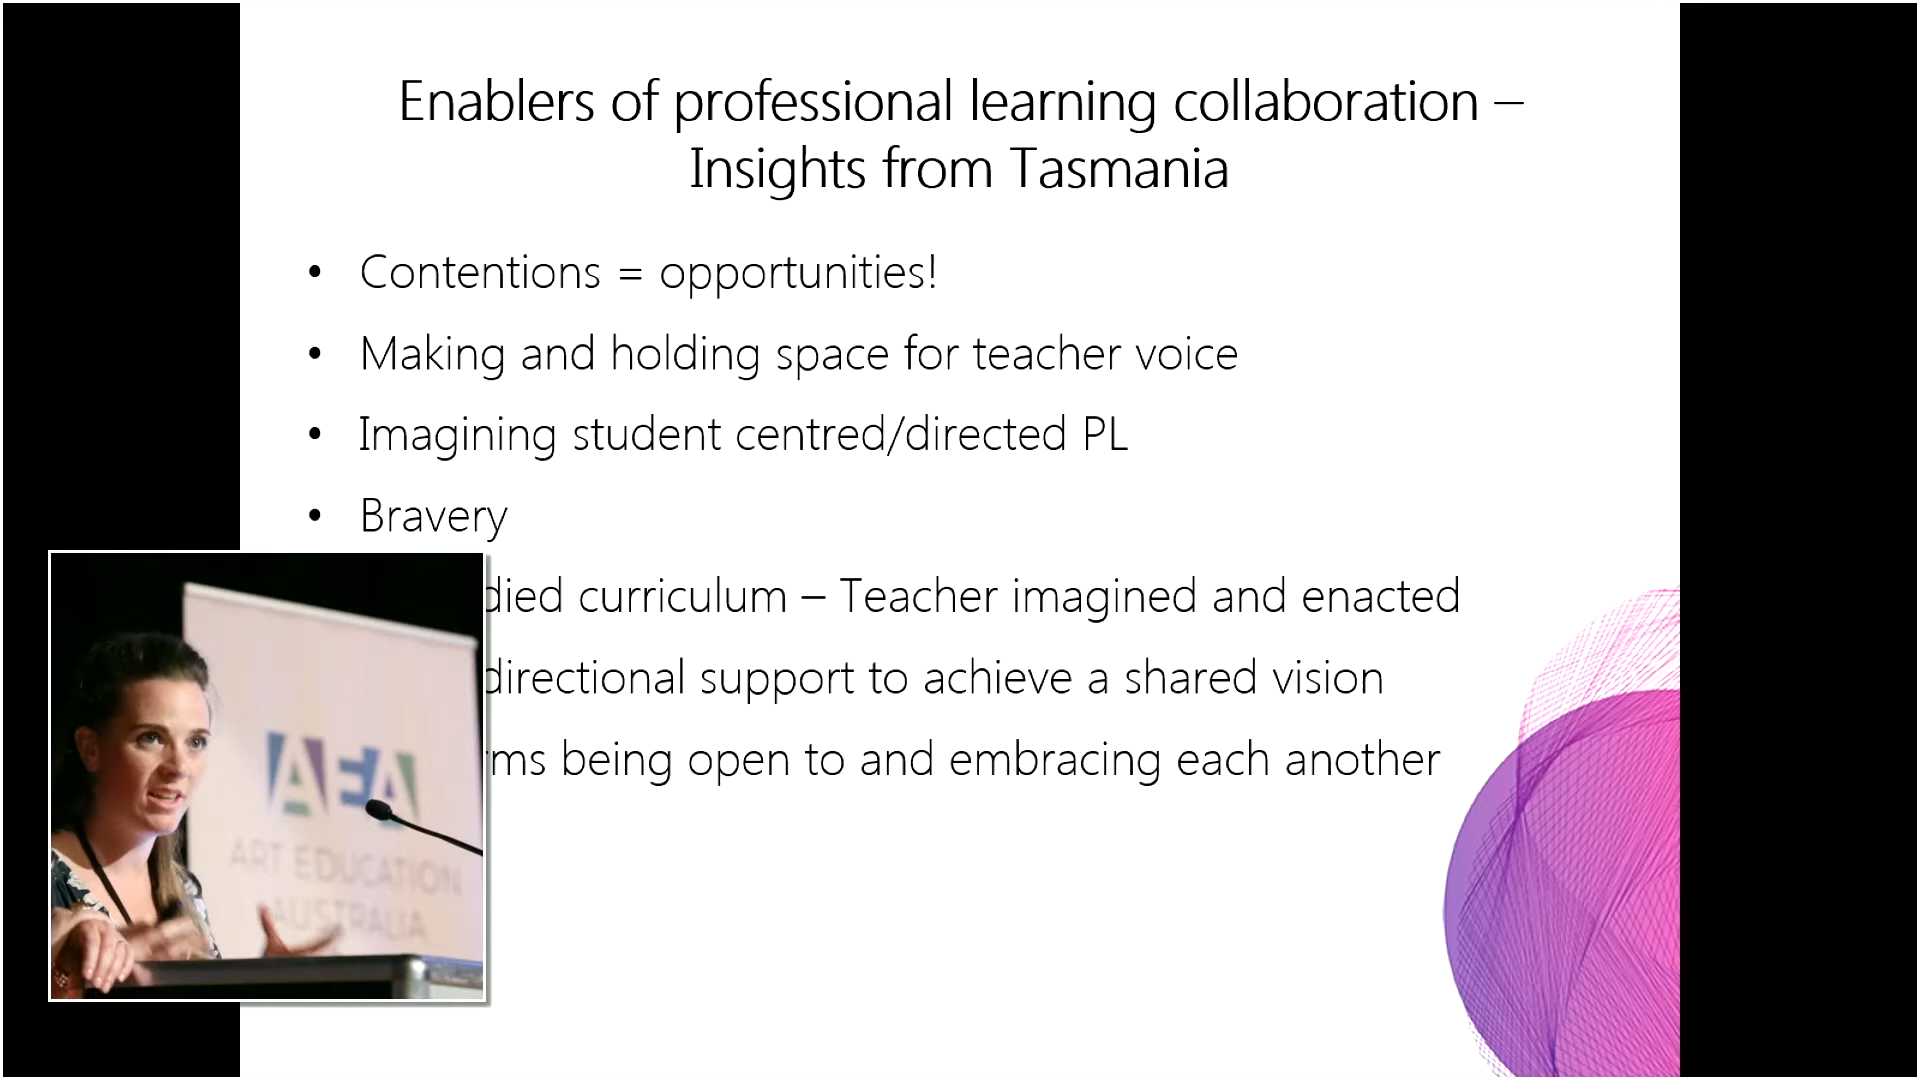 Enablers of professional learning collaboration –
Insights from Tasmania
• Contentions = opportunities!
• Making and holding space for teacher voice
• Imagining student centred/directed PL
• Bravery
curriculum – Teacher imagined and enacted
directional support to achieve a shared vision
being open to and embracing each another
AEA
ART EDUCATION
AUSTRALIA